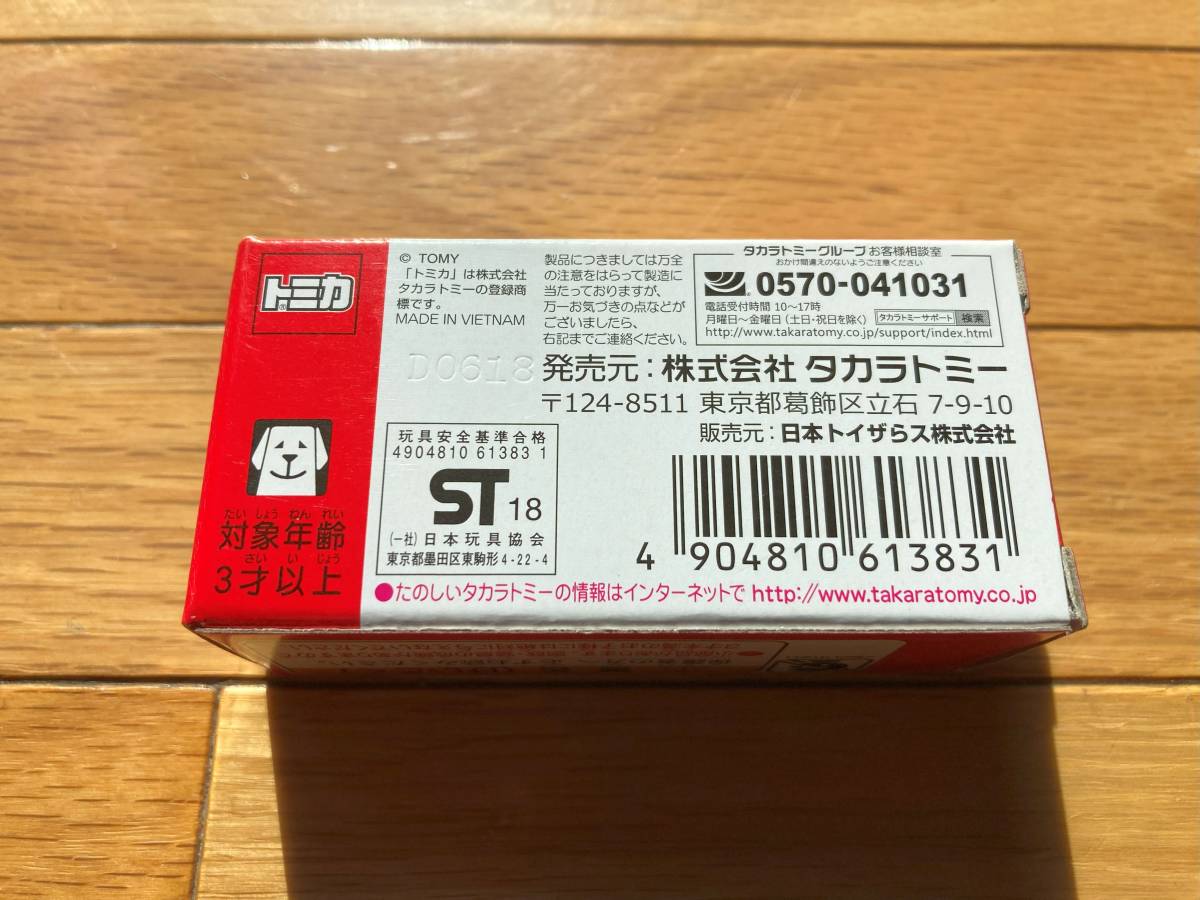 トミカ
®
© TOMY
「トミカ」は株式会社
タカラトミーの登録商
標です。
MADE IN VIETNAM
製品につきましては万全
の注意をはらって製造に
当たっておりますが、
万一お気づきの点などが
ございましたら、
右記までご連絡ください。
タカラトミーグループ お客様相談室
おかけ間違えのないようご注意ください
0570-041031
電話受付時間 10〜17時
月曜日〜金曜日 (土日・祝日を除く) タカラトミーサポート 検索
http://www.takaratomy.co.jp/support/index.html
D0618
発売元:株式会社 タカラトミー
〒124-8511 東京都葛飾区立石 7-9-10
販売元:日本トイザらス株式会社
玩具安全基準合格
4904810 61383 1
ST 18
(一社)日本玩具協会
東京都墨田区東駒形4-22-4
4 904810 613831
たいしょうねんれい
対象年齢
さいいじょう
3才以上
●たのしいタカラトミーの情報はインターネットで http://www.takaratomy.co.jp